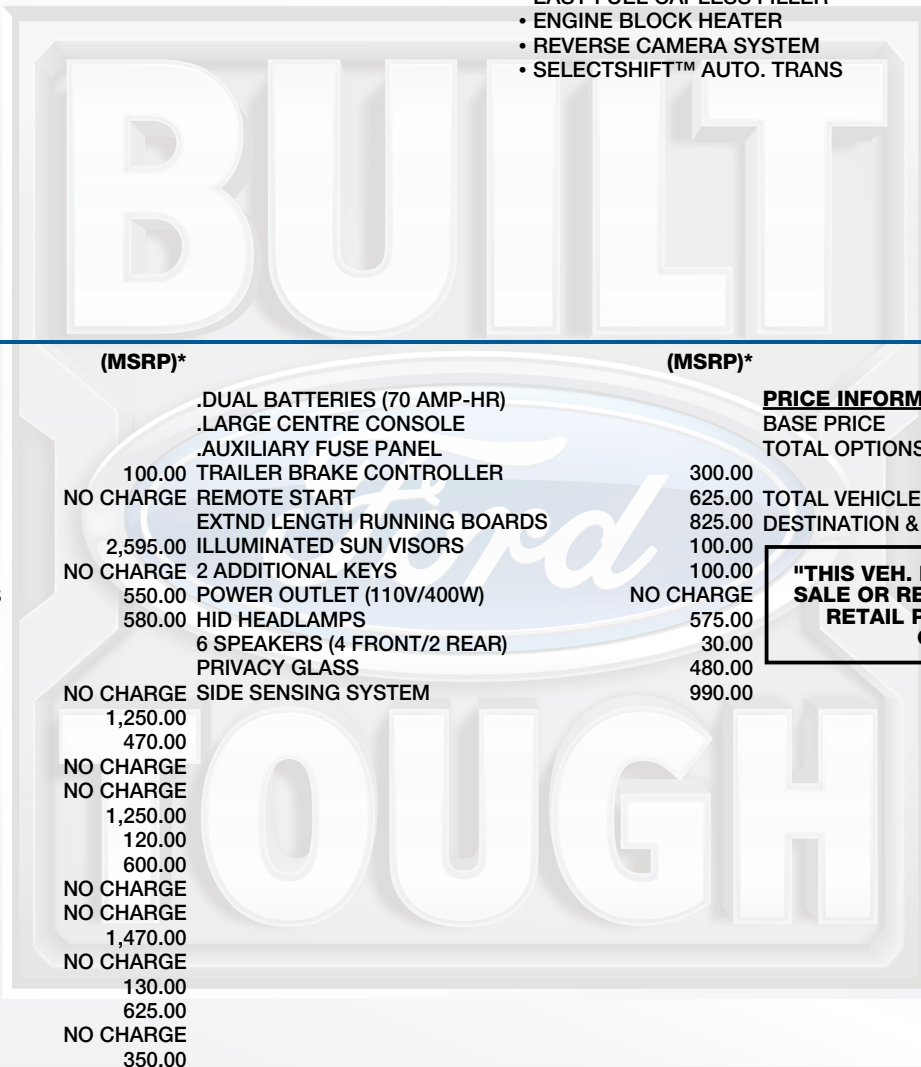 • ENGINE BLOCK HEATER
• REVERSE CAMERA SYSTEM
• SELECTSHIFT™ AUTO. TRANS
BUILT
Ford
TOUGH
(MSRP)*
100.00
NO CHARGE
2,595.00
NO CHARGE
550.00
580.00
NO CHARGE
1,250.00
470.00
NO CHARGE
NO CHARGE
1,250.00
120.00
600.00
NO CHARGE
NO CHARGE
1,470.00
NO CHARGE
130.00
625.00
NO CHARGE
350.00
(MSRP)*
.DUAL BATTERIES (70 AMP-HR)
.LARGE CENTRE CONSOLE
.AUXILIARY FUSE PANEL
TRAILER BRAKE CONTROLLER 300.00
REMOTE START 625.00
EXTND LENGTH RUNNING BOARDS 825.00
ILLUMINATED SUN VISORS 100.00
2 ADDITIONAL KEYS 100.00
POWER OUTLET (110V/400W) NO CHARGE
HID HEADLAMPS 575.00
6 SPEAKERS (4 FRONT/2 REAR) 30.00
PRIVACY GLASS 480.00
SIDE SENSING SYSTEM 990.00
PRICE
BASE PRICE
TOTAL OPTIONS
TOTAL VEHICLE
DESTINATION &
"THIS VEH.
SALE OR
RETAIL